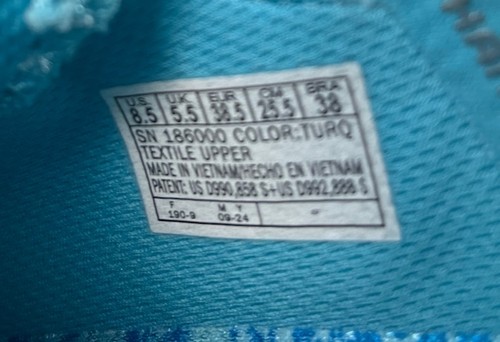 U.S. U.K. EUR CM BRA
8.5 5.5 38.5 25.5 38
SN 186000 COLOR:TURQ
TEXTILE UPPER
MADE IN VIETNAM/HECHO EN VIETNAM
PATENT: US D990,858 S+US D992,888 S
F M Y
190-9 09-24 -